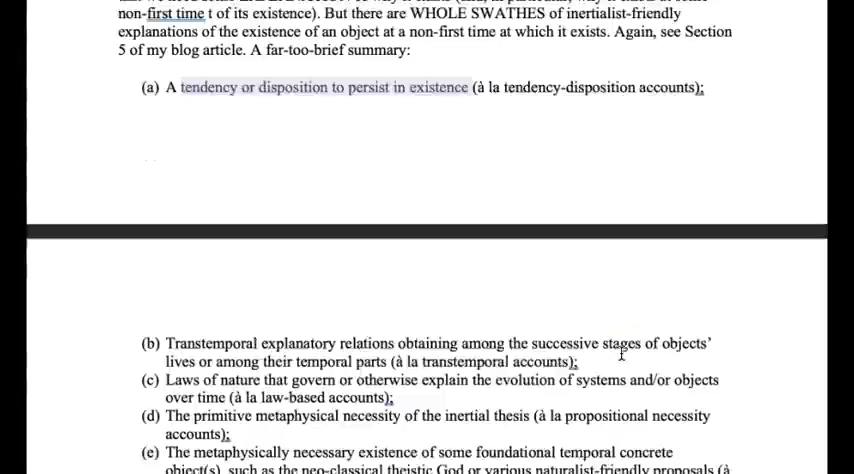 non-first time t of its existence). But there are WHOLE SWATHES of inertialist-friendly
explanations of the existence of an object at a non-first time at which it exists. Again, see Section
5 of my blog article. A far-too-brief summary:
(a) A tendency or disposition to persist in existence (à la tendency-disposition accounts);
(b) Transtemporal explanatory relations obtaining among the successive stages of objects’
lives or among their temporal parts (à la transtemporal accounts);
(c) Laws of nature that govern or otherwise explain the evolution of systems and/or objects
over time (à la law-based accounts);
(d) The primitive metaphysical necessity of the inertial thesis (à la propositional necessity
accounts);
(e) The metaphysically necessary existence of some foundational temporal concrete
object(s), such as the neo-classical theistic God or various naturalist-friendly proposals (à